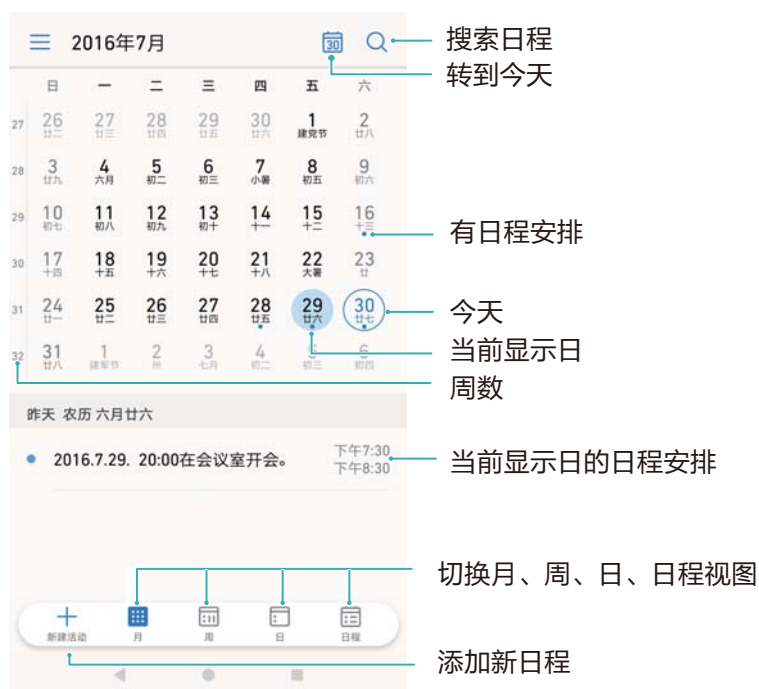 2016年7月
30
搜索日程
转到今天
日 一 二 三 四 五 六
27 26 27 28 29 30 1 2
廿二 廿三 廿四 廿五 廿六 建党节 廿八
28 3 4 5 6 7 8 9
廿九 六月 初二 初三 小暑 初五 初六
29 10 11 12 13 14 15 16
初七 初八 初九 初十 十一 十二 十三
有日程安排
30 17 18 19 20 21 22 23
十四 十五 十六 十七 十八 大暑 廿
31 24 25 26 27 28 29 30
廿一 廿二 廿三 廿四 廿五 廿六 廿七
今天
当前显示日
32 31 1 2 3 4 5 6
廿八 建军节 卅 七月 初二 初三 初四
周数
昨天 农历 六月廿六
2016.7.29. 20:00在会议室开会。
下午7:30
下午8:30
当前显示日的日程安排
切换月、周、日、日程视图
新建活动 月 周 日 日程
添加新日程